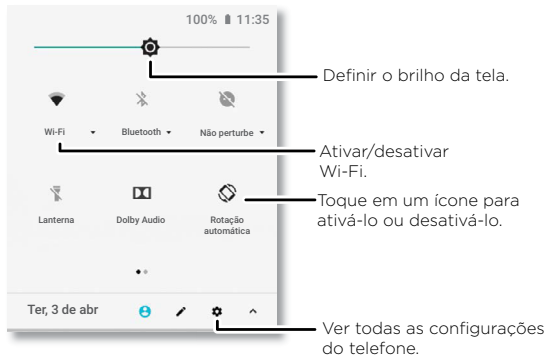 100% 11:35
Definir o brilho da tela.
Wi-Fi Bluetooth Não perturbe
Ativar/desativar
Wi-Fi.
Toque em um ícone para
ativá-lo ou desativá-lo.
Lanterna Dolby Audio Rotação
automática
Ter, 3 de abr
Ver todas as configurações
do telefone.